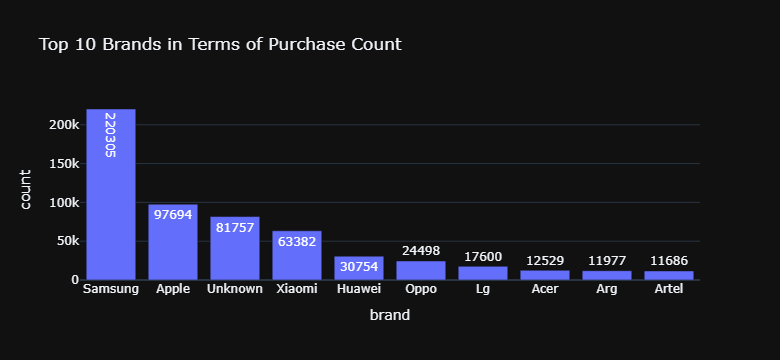 Top 10 Brands in Terms of Purchase Count
count
200k
150k
100k
50k
0
220305
97694
81757
63382
30754
24498
17600
12529
11977
11686
Samsung Apple Unknown Xiaomi Huawei Oppo Lg Acer Arg Artel
brand